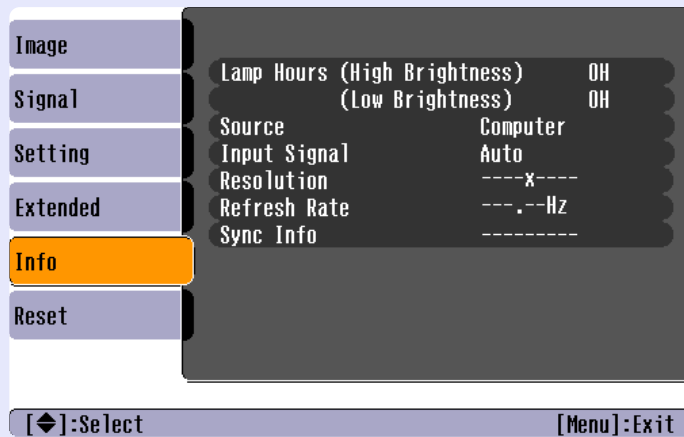 Image
Signal
Setting
Extended
Info
Reset
Lamp Hours (High Brightness) 0H
(Low Brightness) 0H
Source Computer
Input Signal Auto
Resolution ----x----
Refresh Rate ---.--Hz
Sync Info ---------
[◆]:Select [Menu]:Exit